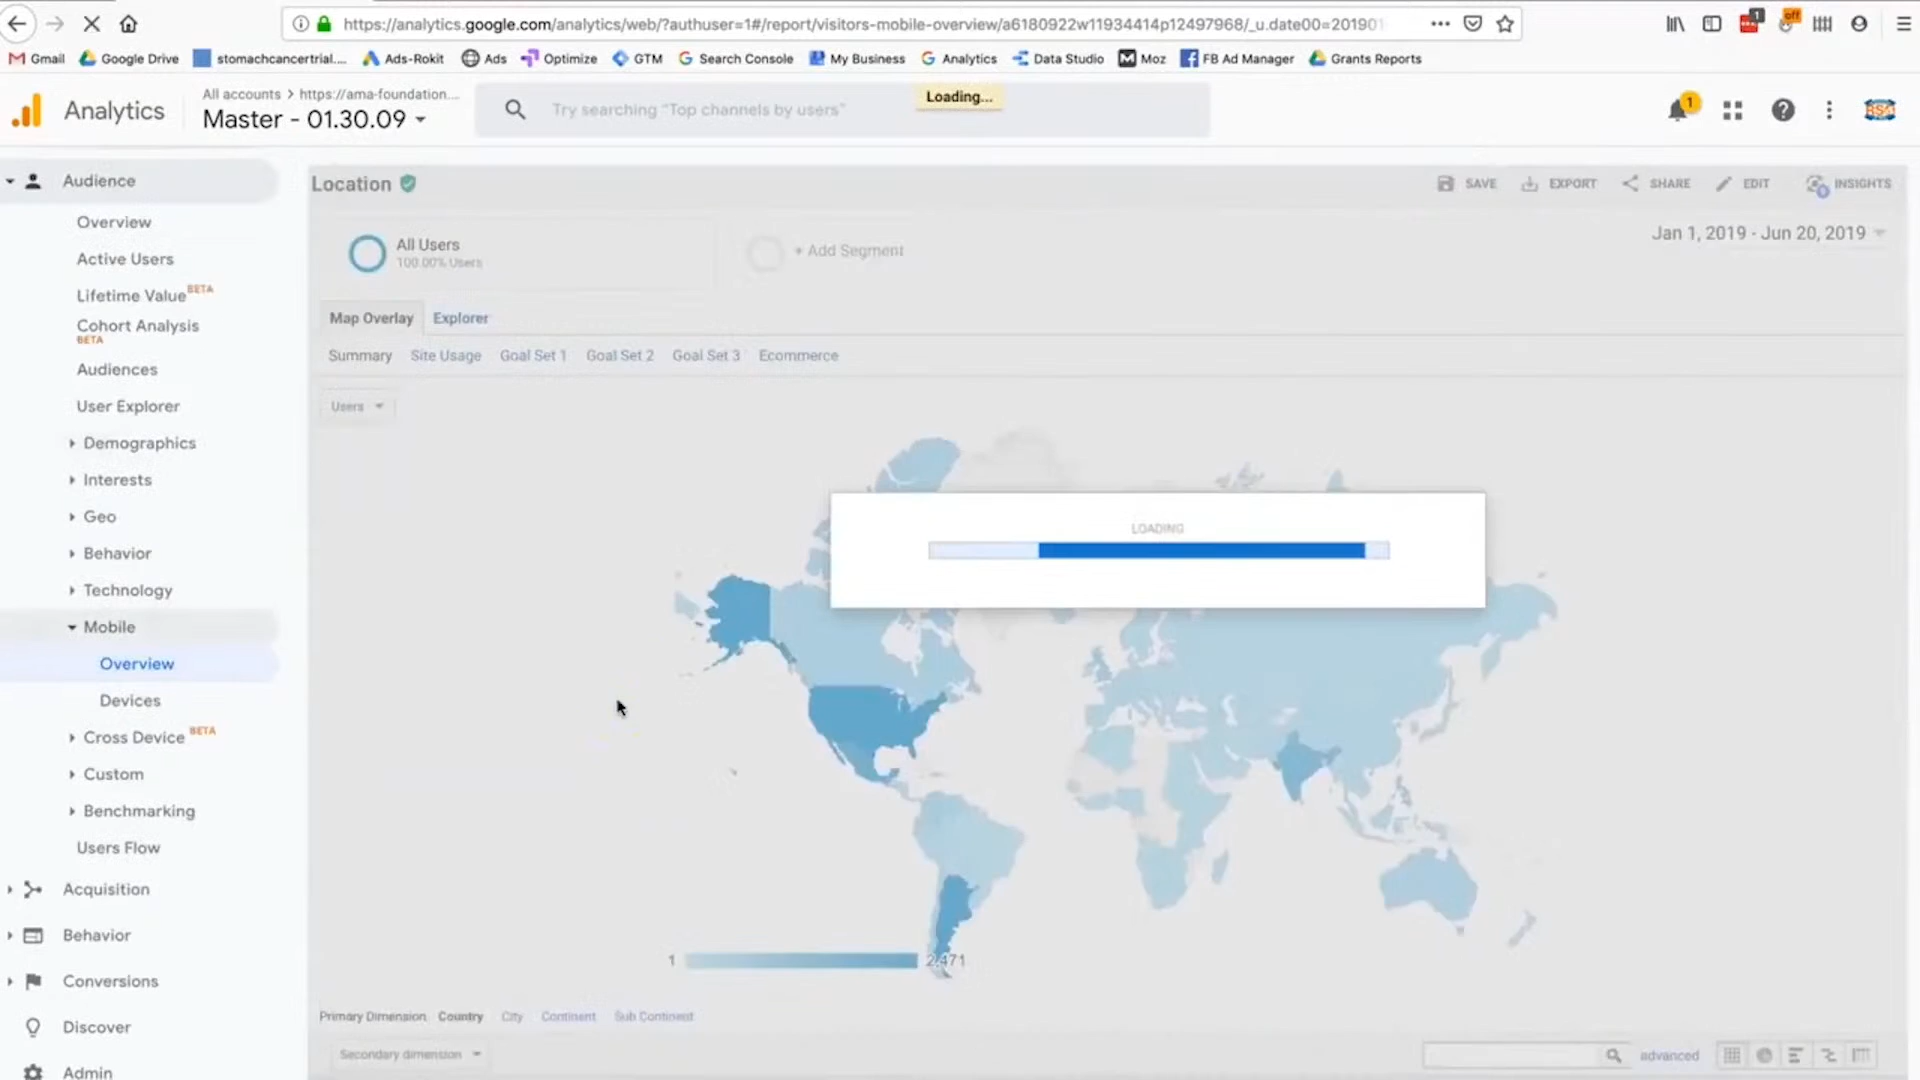 https://analytics.google.com/analytics/web/?authuser=1#/report/visitors-mobile-overview/a6180922w11934414p12497968/_u.date00=201901
1
off
Gmail
Google Drive
stomachcancertrial....
Ads-Rokit
Ads
Optimize
GTM
Search Console
My Business
Analytics
Data Studio
Moz
FB Ad Manager
Grants Reports
Analytics
All accounts > https://ama-foundation....
Master - 01.30.09
Try searching "Top channels by users"
Loading...
1
Audience
Overview
Active Users
Lifetime Value BETA
Cohort Analysis
BETA
Audiences
User Explorer
Demographics
Interests
Geo
Behavior
Technology
Mobile
Overview
Devices
Cross Device BETA
Custom
Benchmarking
Users Flow
Acquisition
Behavior
Conversions
Discover
Admin
Location
SAVE
EXPORT
SHARE
EDIT
INSIGHTS
All Users
100.00% Users
+ Add Segment
Jan 1, 2019 - Jun 20, 2019
Map Overlay
Explorer
Summary
Site Usage
Goal Set 1
Goal Set 2
Goal Set 3
Ecommerce
Users
LOADING
1
2,471
Primary Dimension
Country
City
Continent
Sub Continent
Secondary dimension
advanced